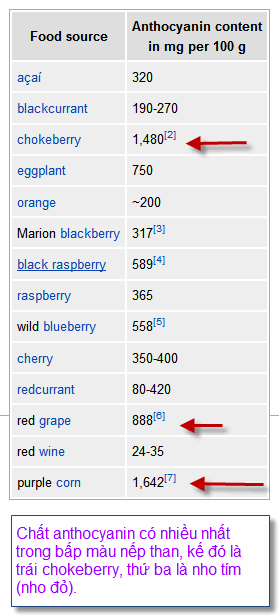 Food source Anthocyanin content
in mg per 100 g
açaí 320
blackcurrant 190-270
chokeberry 1,480[2]
eggplant 750
orange ~200
Marion blackberry 317[3]
black raspberry 589[4]
raspberry 365
wild blueberry 558[5]
cherry 350-400
redcurrant 80-420
red grape 888[6]
red wine 24-35
purple corn 1,642[7]
Chất anthocyanin có nhiều nhất
trong bấp màu nếp than, kế đó là
trái chokeberry, thứ ba là nho tím
(nho đỏ).